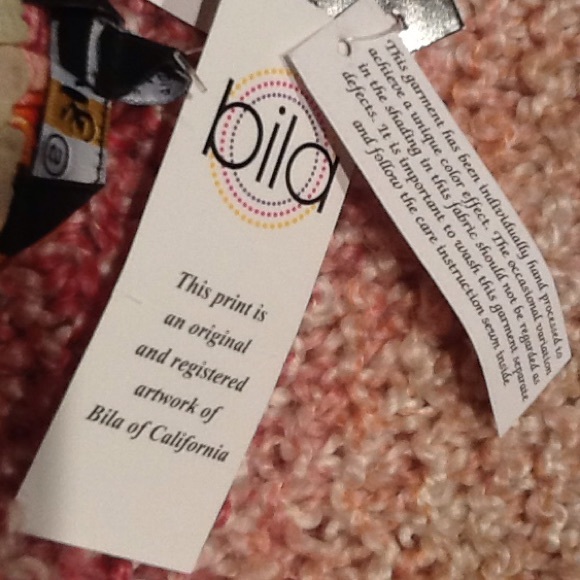 bila
This print is
an original
and registered
artwork of
Bila of California
This garment has been individually hand processed to
achieve a unique color effect. The occasional variation
in the shading in this fabric should not be regarded as
defects. It is important to wash this garment separate
and follow the care instruction sewn inside.